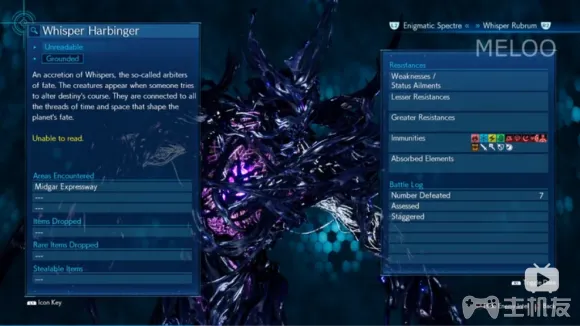 L1 Enigmatic Spectre Whisper Rubrum R1
MELOO
Whisper Harbinger
Unreadable
Grounded
An accretion of Whispers, the so-called arbiters
of fate. The creatures appear when someone tries
to alter destiny's course. They are connected to all
the threads of time and space that shape the
planet's fate.
Unable to read.
Areas Encountered
Midgar Expressway
---
---
Items Dropped
---
Rare Items Dropped
---
Stealable Items
---
Resistances
Weaknesses /
Status Ailments
Lesser Resistances
Greater Resistances
Immunities
Absorbed Elements
Battle Log
Number Defeated 7
Assessed
Staggered
Icon Key
主机友